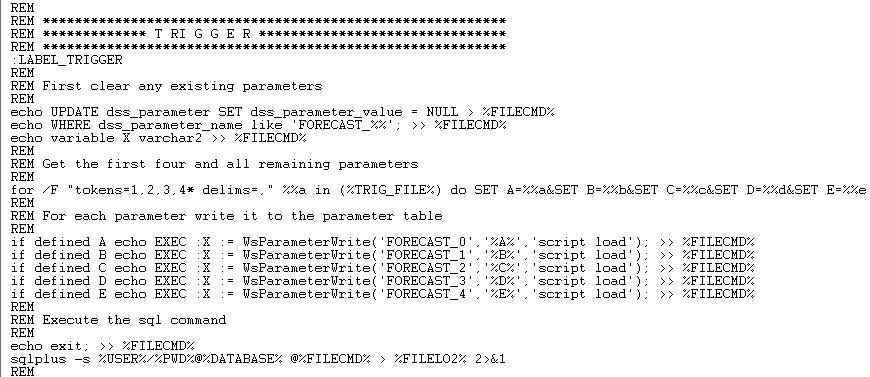 REM
REM **********************************************************
REM ************* T RI G G E R *******************************
REM **********************************************************
:LABEL_TRIGGER
REM
REM First clear any existing parameters
REM
echo UPDATE dss_parameter SET dss_parameter_value = NULL > %FILECMD%
echo WHERE dss_parameter_name like 'FORECAST_%%'; >> %FILECMD%
echo variable X varchar2 >> %FILECMD%
REM
REM Get the first four and all remaining parameters
REM
for /F "tokens=1,2,3,4* delims=," %%a in (%TRIG_FILE%) do SET A=%%a&SET B=%%b&SET C=%%c&SET D=%%d&SET E=%%e
REM
REM For each parameter write it to the parameter table
REM
if defined A echo EXEC :X := WsParameterWrite('FORECAST_0','%A%','script load'); >> %FILECMD%
if defined B echo EXEC :X := WsParameterWrite('FORECAST_1','%B%','script load'); >> %FILECMD%
if defined C echo EXEC :X := WsParameterWrite('FORECAST_2','%C%','script load'); >> %FILECMD%
if defined D echo EXEC :X := WsParameterWrite('FORECAST_3','%D%','script load'); >> %FILECMD%
if defined E echo EXEC :X := WsParameterWrite('FORECAST_4','%E%','script load'); >> %FILECMD%
REM
REM Execute the sql command
REM
echo exit; >> %FILECMD%
sqlplus -s %USER%/%PWD%@%DATABASE% @%FILECMD% > %FILELO2% 2>&1
REM